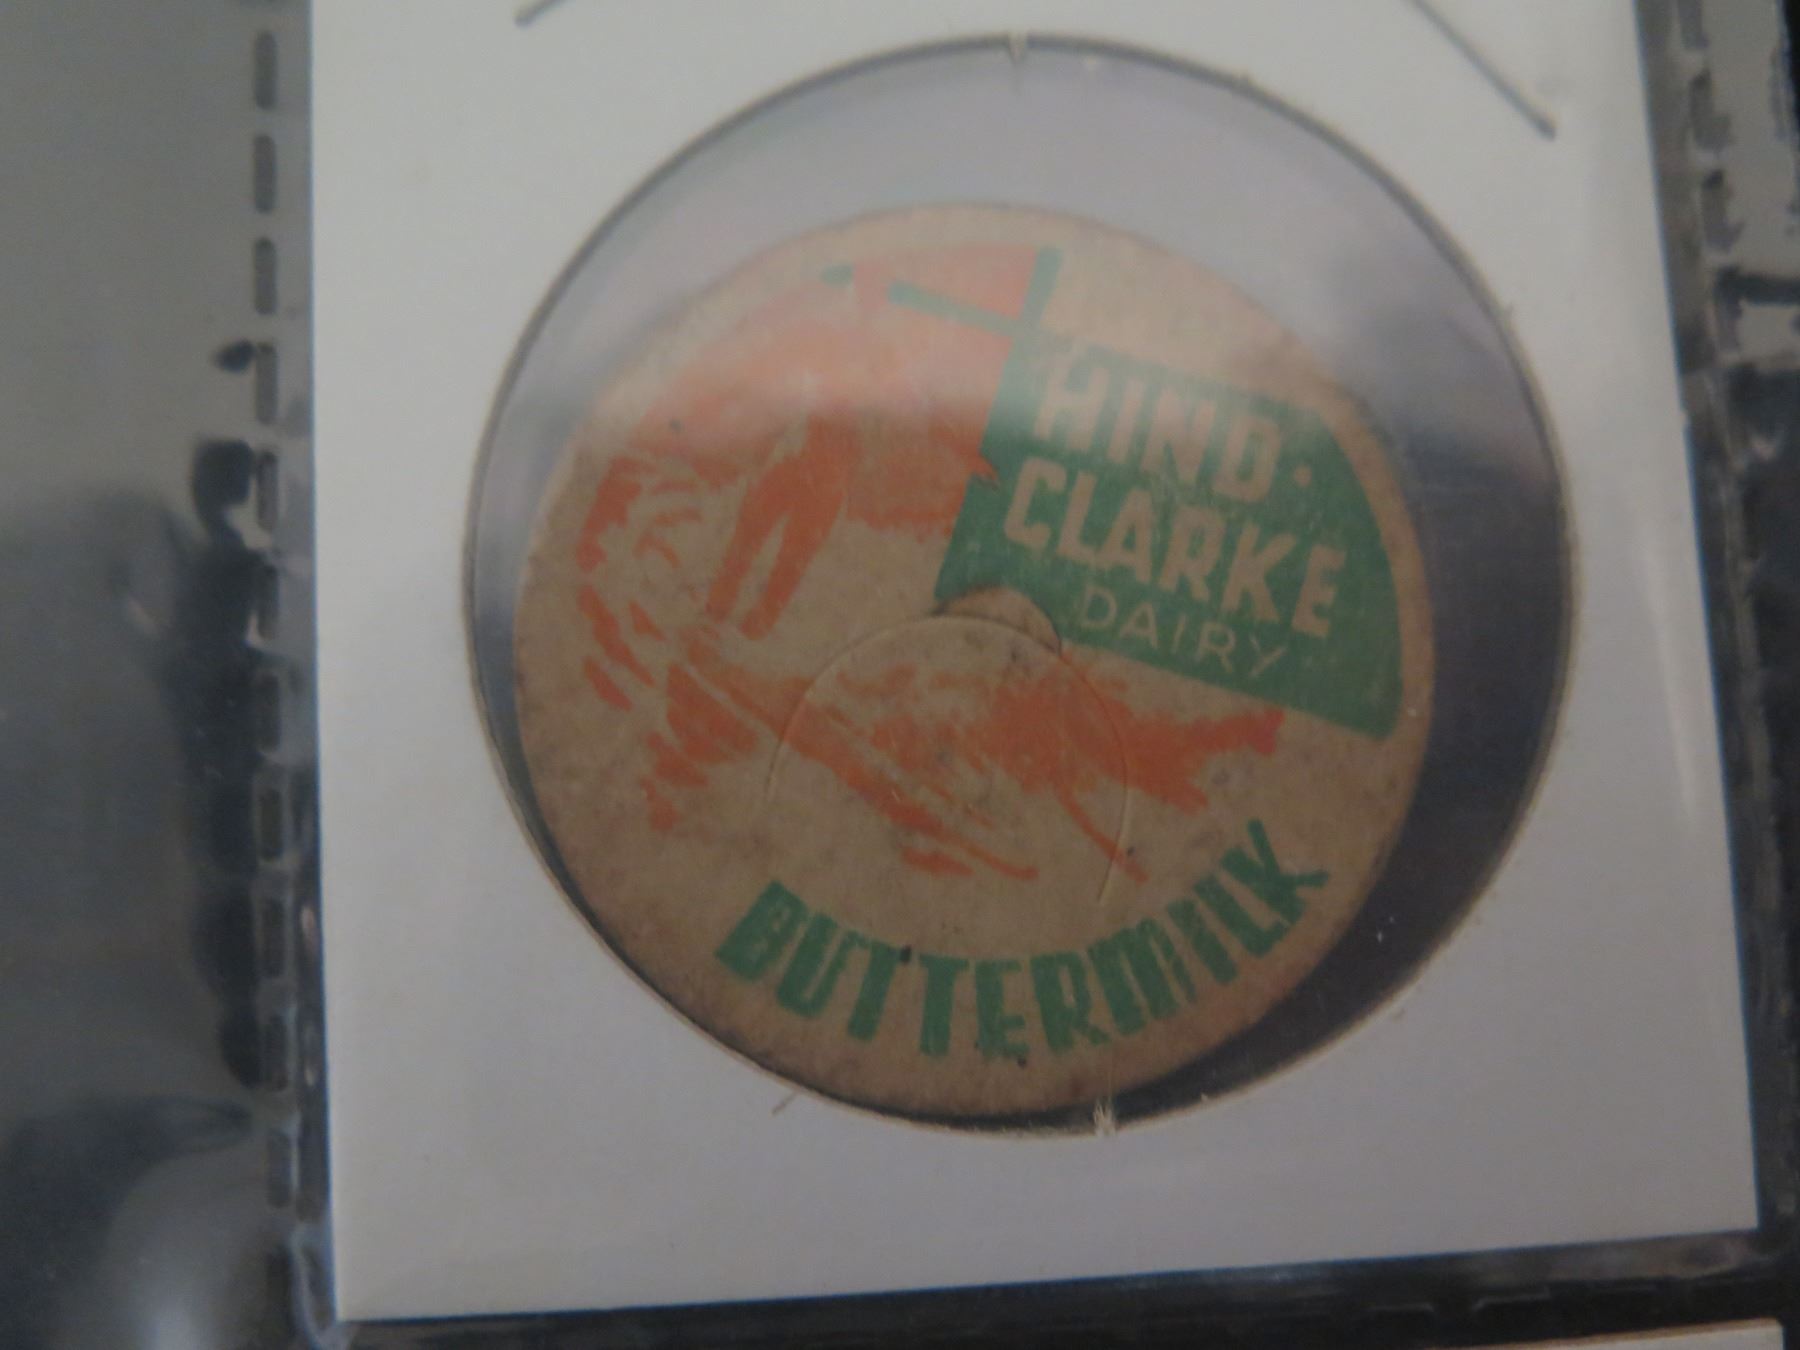 HIND·
CLARKE
DAIRY
BUTTERMILK